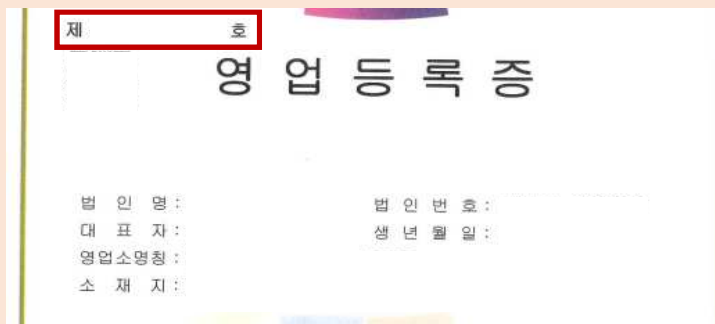 제 호
영 업 등 록 증
법 인 명 : 법 인 번 호 :
대 표 자 : 생 년 월 일 :
영업소명칭 :
소 재 지 :